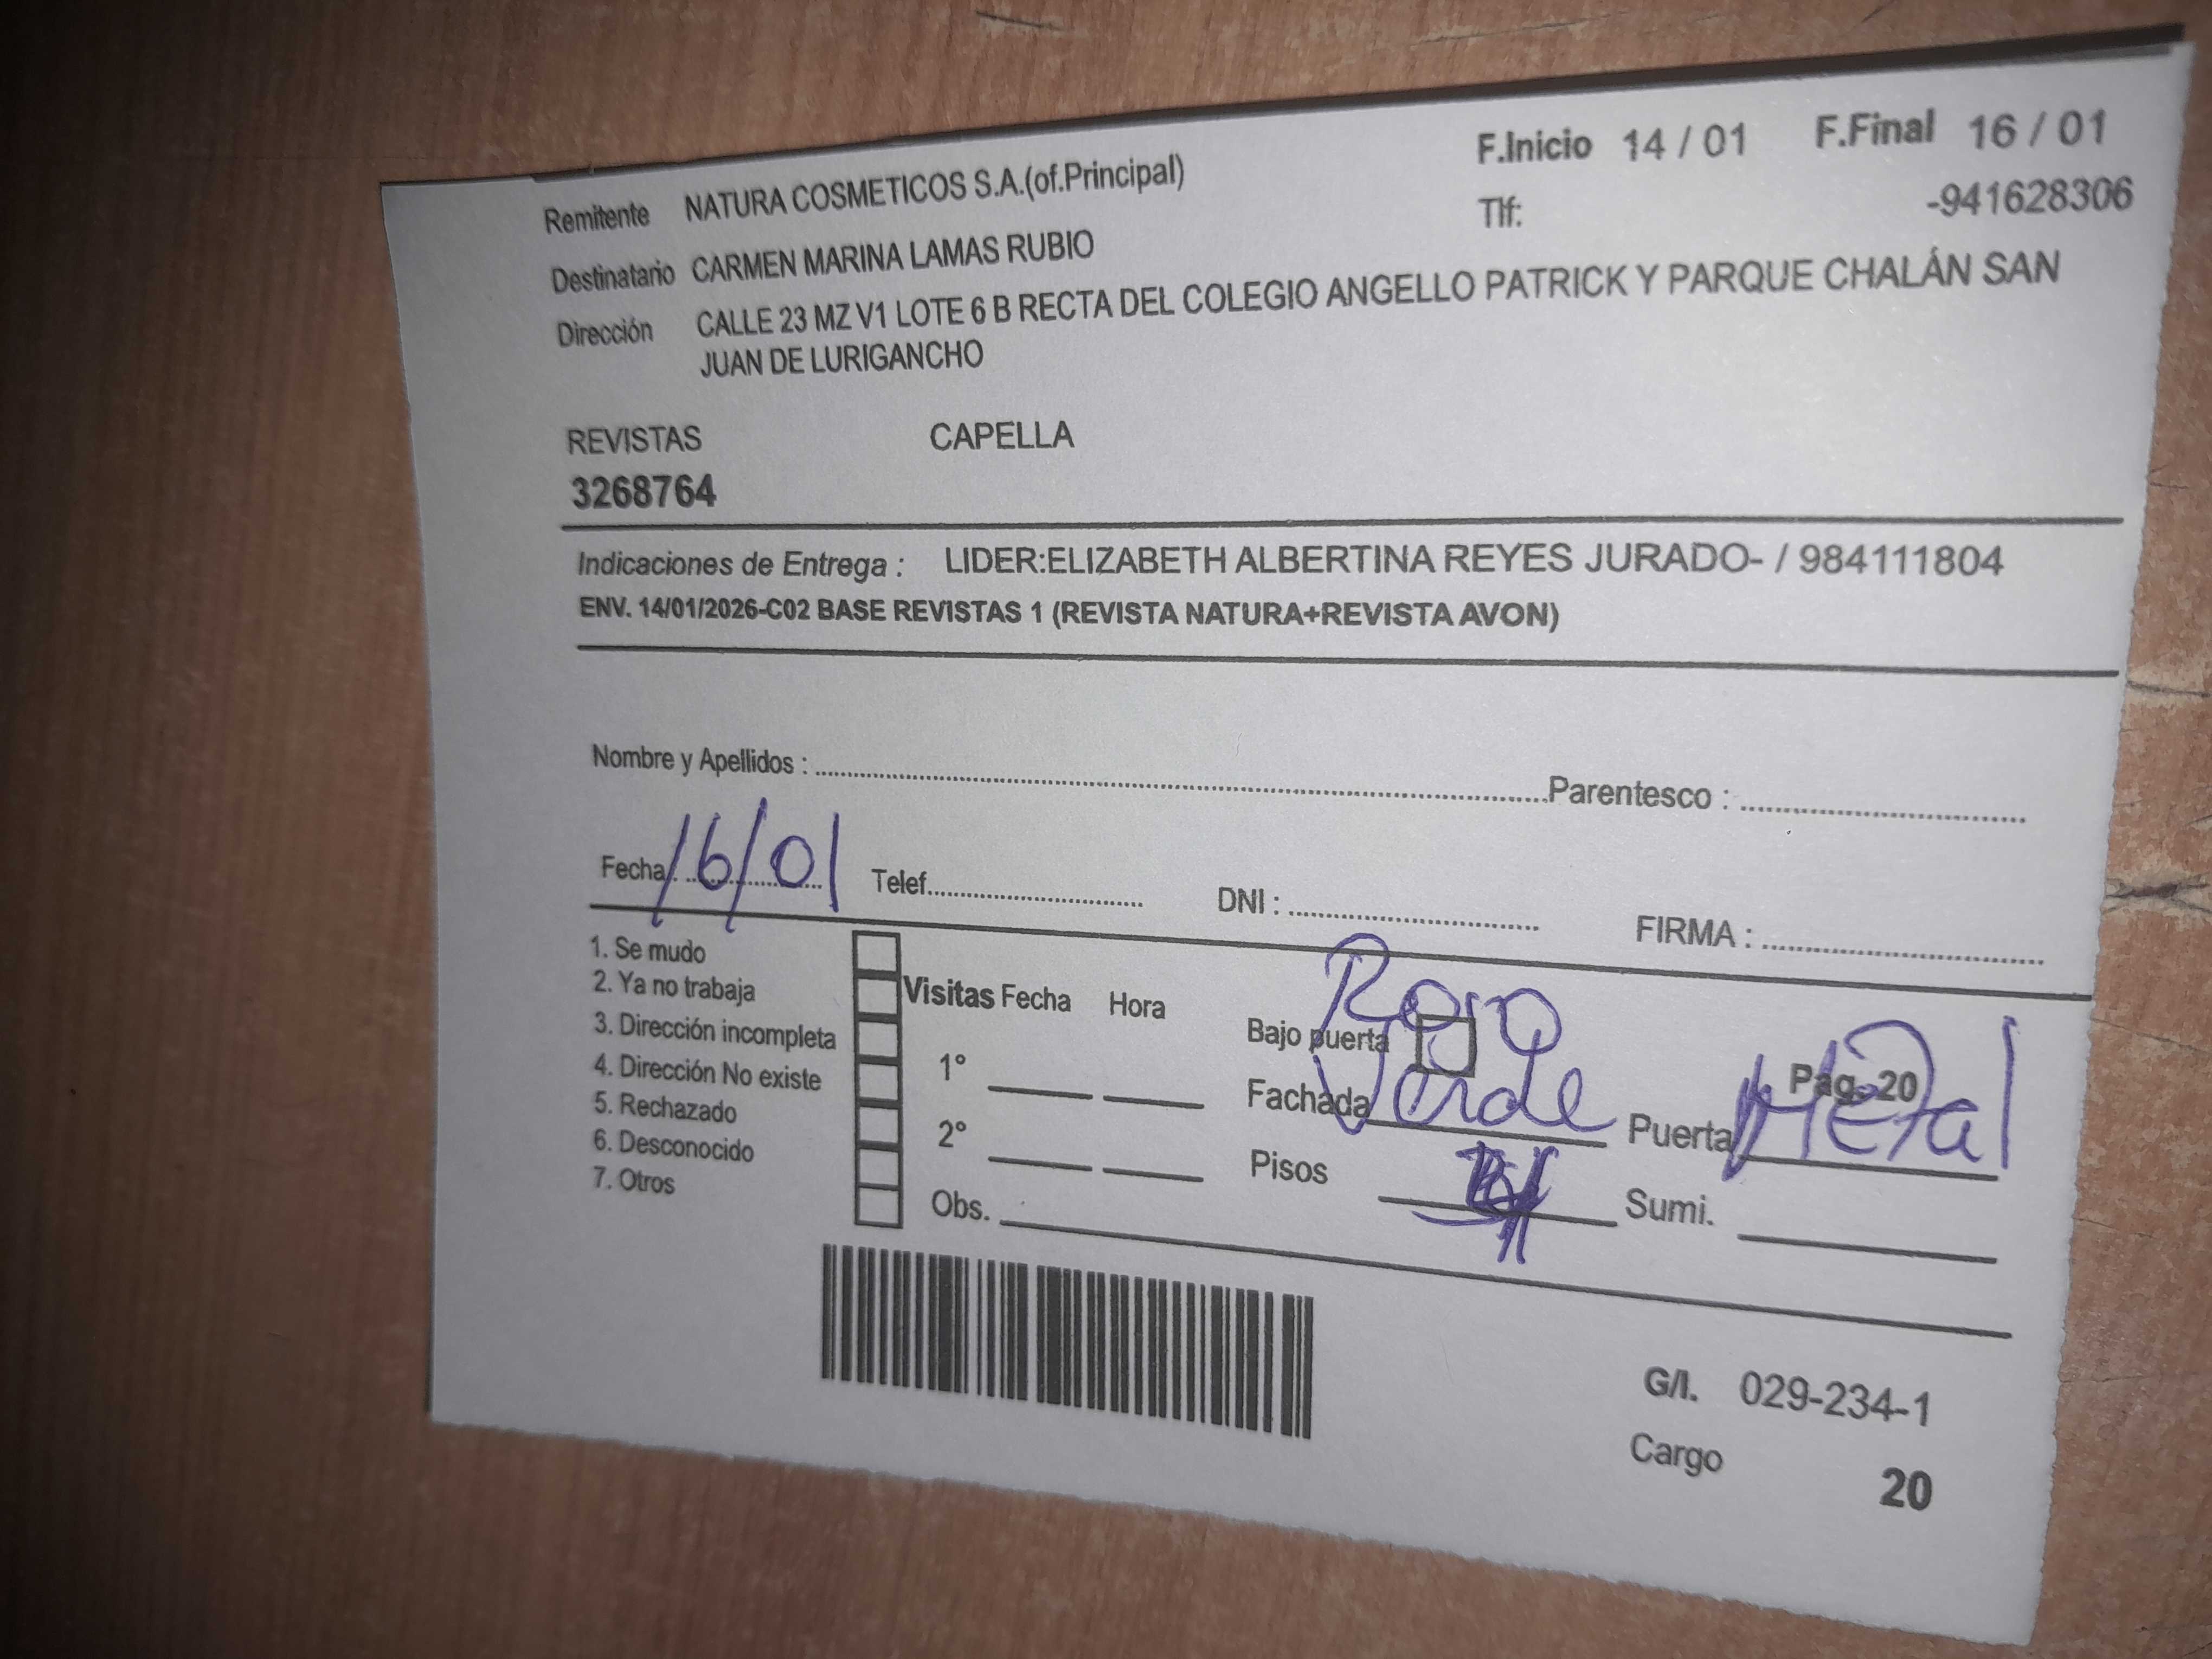 Remitente NATURA COSMETICOS S.A.(of.Principal) F.Inicio 14 / 01 F.Final 16 / 01
Tlf: -941628306
Destinatario CARMEN MARINA LAMAS RUBIO
Dirección CALLE 23 MZ V1 LOTE 6 B RECTA DEL COLEGIO ANGELLO PATRICK Y PARQUE CHALÁN SAN
JUAN DE LURIGANCHO
REVISTAS CAPELLA
3268764
Indicaciones de Entrega : LIDER:ELIZABETH ALBERTINA REYES JURADO- / 984111804
ENV. 14/01/2026-C02 BASE REVISTAS 1 (REVISTA NATURA+REVISTA AVON)
Nombre y Apellidos : Parentesco :
Fecha 16/01 Telef. DNI : FIRMA :
1. Se mudo
2. Ya no trabaja
3. Dirección incompleta
4. Dirección No existe
5. Rechazado
6. Desconocido
7. Otros
Visitas Fecha Hora
1°
2°
Obs.
Rojo
Bajo puerta Pág. 20
Fachada Verde Puerta Metal
Pisos Sumi.
G/I. 029-234-1
Cargo 20